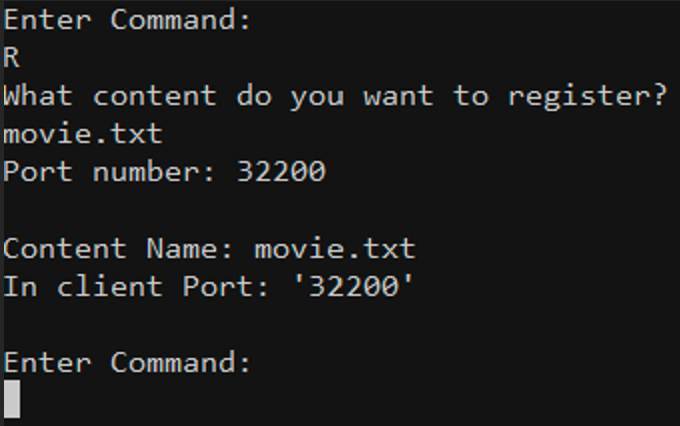 Enter Command:
R
What content do you want to register?
movie.txt
Port number: 32200
Content Name: movie.txt
In client Port: '32200'
Enter Command: